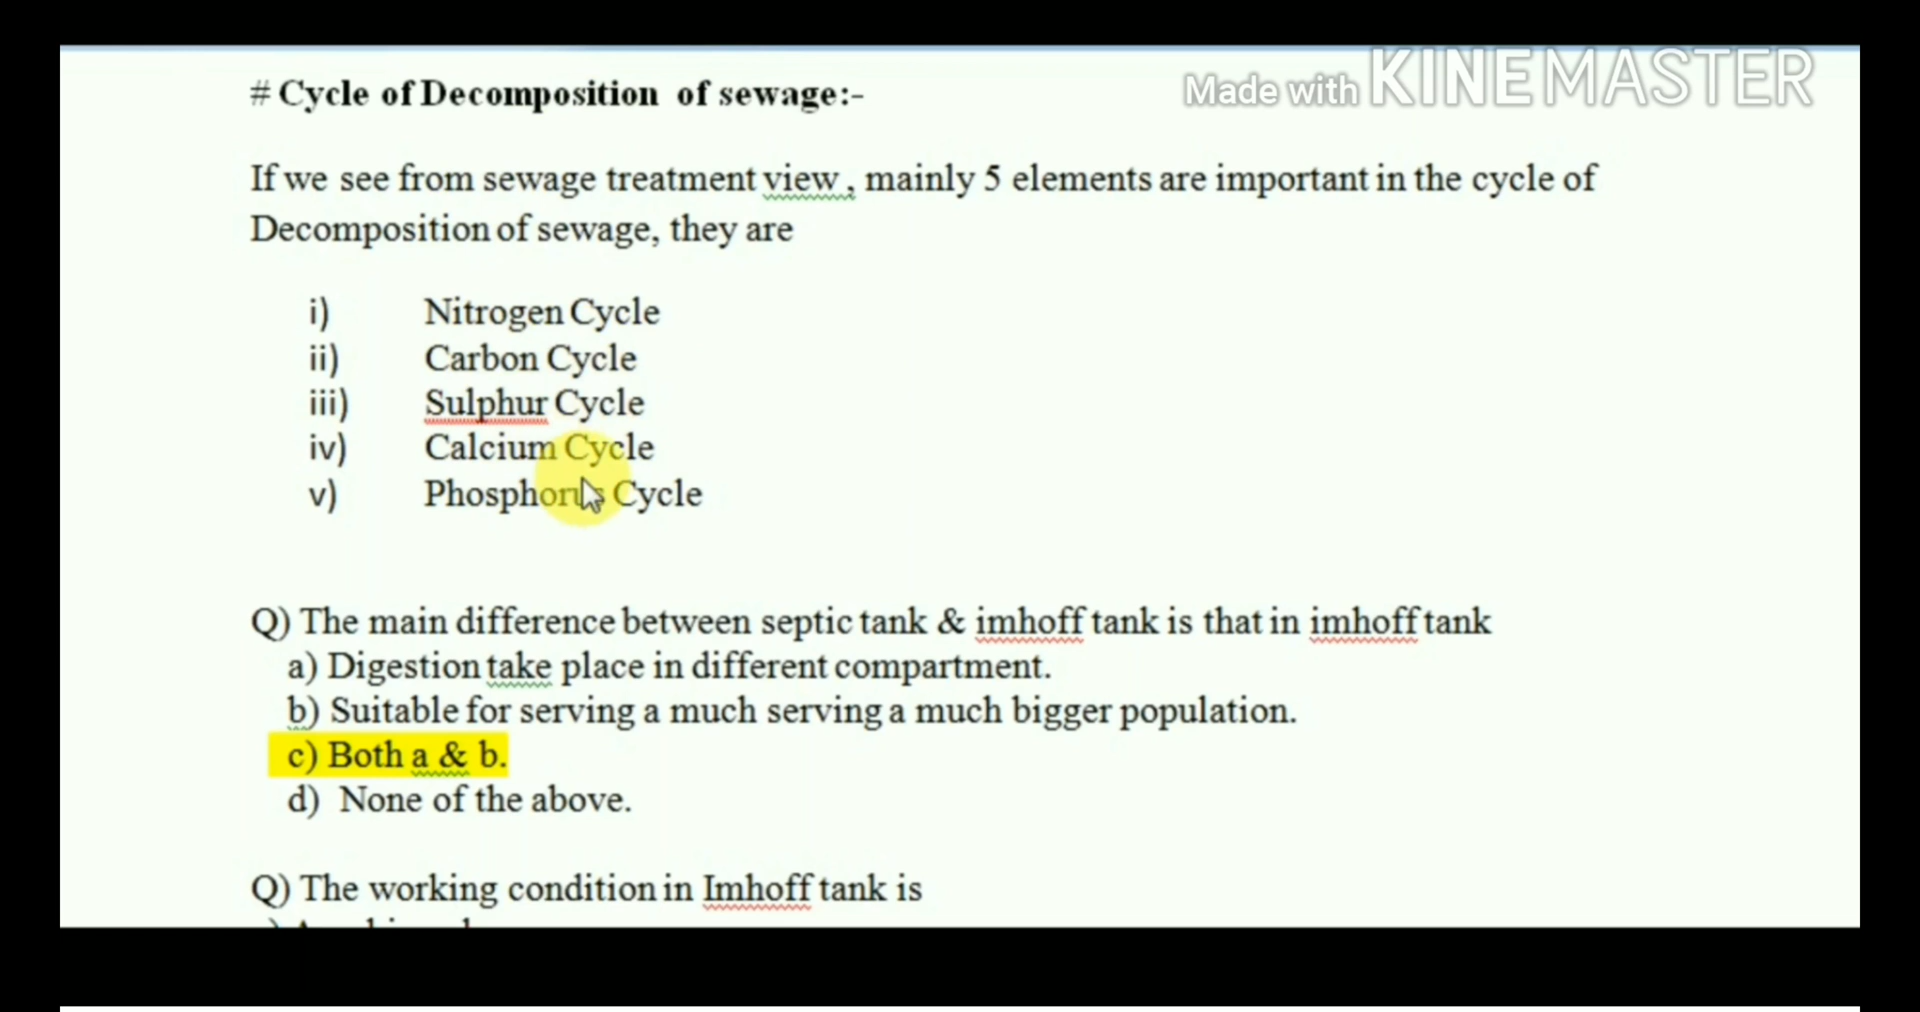 Made with KINEMASTER
# Cycle of Decomposition of sewage:-
If we see from sewage treatment view , mainly 5 elements are important in the cycle of
Decomposition of sewage, they are
i) Nitrogen Cycle
ii) Carbon Cycle
iii) Sulphur Cycle
iv) Calcium Cycle
v) Phosphorus Cycle
Q) The main difference between septic tank & imhoff tank is that in imhoff tank
a) Digestion take place in different compartment.
b) Suitable for serving a much serving a much bigger population.
c) Both a & b.
d) None of the above.
Q) The working condition in Imhoff tank is